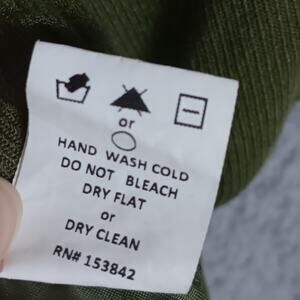 or
HAND WASH COLD
DO NOT BLEACH
DRY FLAT
or
DRY CLEAN
RN# 153842